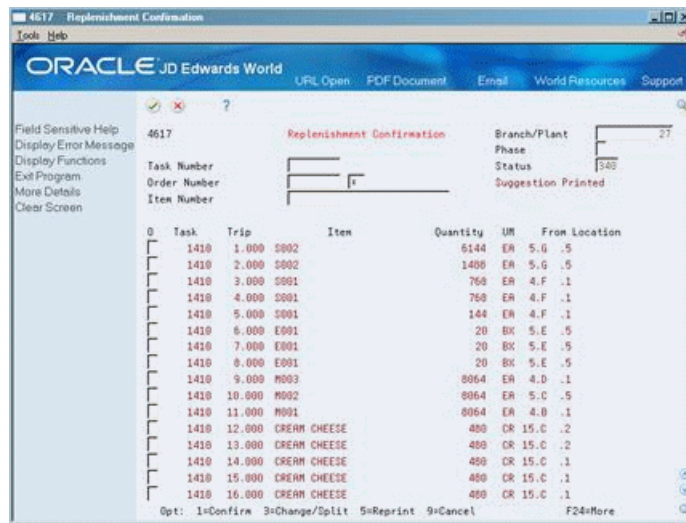 4617 Replenishment Confirmation
Tools Help
ORACLE JD Edwards World
URL Open PDF Document Email World Resources Support
?
Field Sensitive Help
Display Error Message
Display Functions
Exit Program
More Details
Clear Screen
4617 Replenishment Confirmation Branch/Plant 27
Phase
Task Number Status 340
Order Number * Suggestion Printed
Item Number
O Task Trip Item Quantity UM From Location
1410 1.000 S002 6144 EA 5.G .5
1410 2.000 S002 1488 EA 5.G .5
1410 3.000 S001 768 EA 4.F .1
1410 4.000 S001 768 EA 4.F .1
1410 5.000 S001 144 EA 4.F .1
1410 6.000 E001 20 BX 5.E .5
1410 7.000 E001 20 BX 5.E .5
1410 8.000 E001 20 BX 5.E .5
1410 9.000 M003 8064 EA 4.D .1
1410 10.000 M002 8064 EA 5.C .5
1410 11.000 M001 8064 EA 4.B .1
1410 12.000 CREAM CHEESE 480 CR 15.C .2
1410 13.000 CREAM CHEESE 480 CR 15.C .2
1410 14.000 CREAM CHEESE 480 CR 15.C .1
1410 15.000 CREAM CHEESE 480 CR 15.C .1
1410 16.000 CREAM CHEESE 480 CR 15.C .1
Opt: 1=Confirm 3=Change/Split 5=Reprint 9=Cancel F24=More